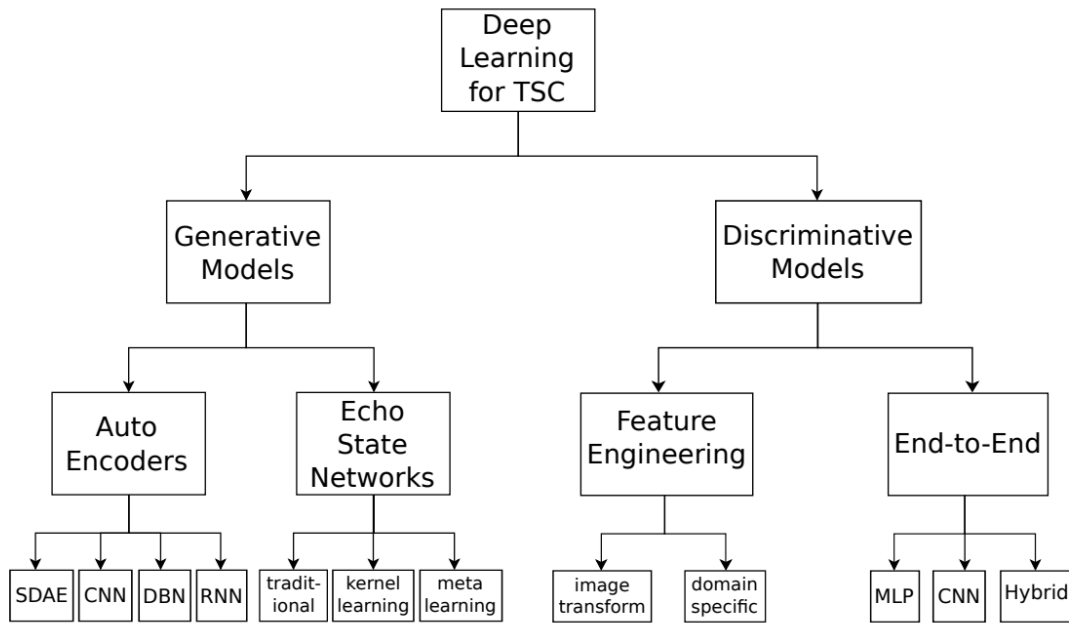 Deep
Learning
for TSC
Generative
Models
Discriminative
Models
Auto
Encoders
Echo
State
Networks
Feature
Engineering
End-to-End
SDAE
CNN
DBN
RNN
tradit-
ional
kernel
learning
meta
learning
image
transform
domain
specific
MLP
CNN
Hybrid